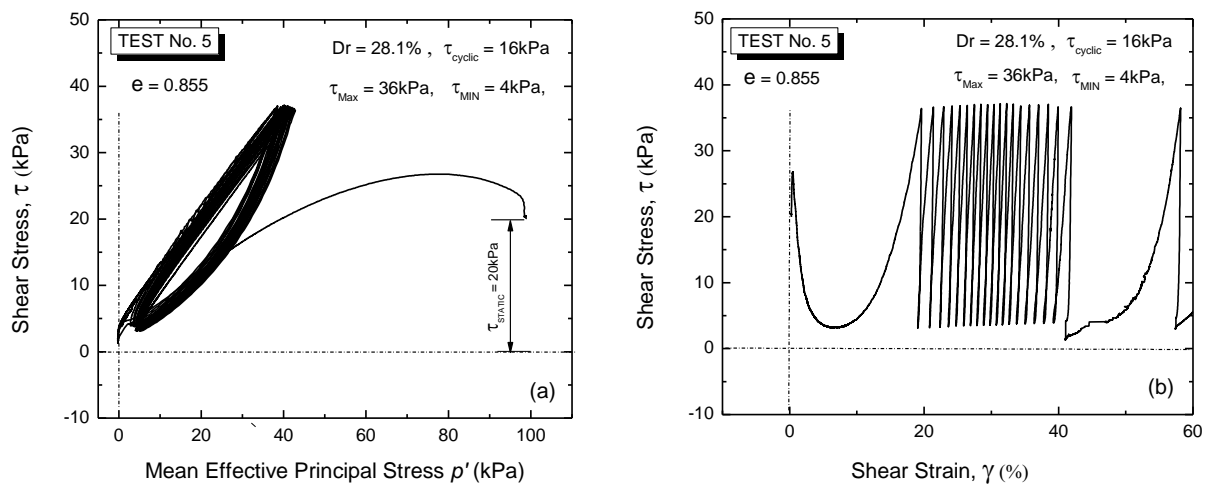 TEST No. 5
Dr = 28.1% , τcyclic = 16kPa
e = 0.855
τMax = 36kPa, τMIN = 4kPa,
50
40
30
20
10
0
-10
Shear Stress, τ (kPa)
τSTATIC = 20kPa
(a)
0 20 40 60 80 100
Mean Effective Principal Stress p' (kPa)
TEST No. 5
Dr = 28.1% , τcyclic = 16kPa
e = 0.855
τMax = 36kPa, τMIN = 4kPa,
50
40
30
20
10
0
-10
Shear Stress, τ (kPa)
(b)
0 20 40 60
Shear Strain, γ (%)